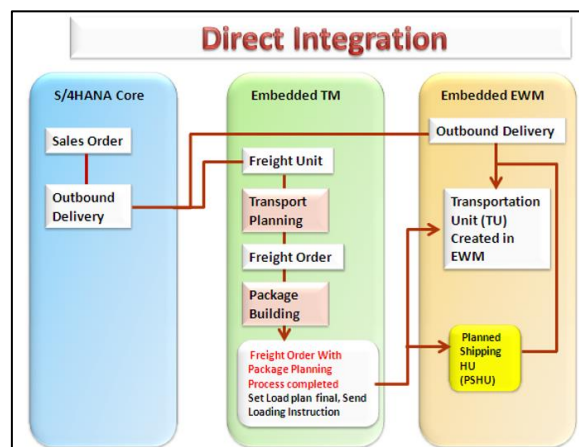 Direct Integration
S/4HANA Core
Sales Order
Outbound
Delivery
Embedded TM
Freight Unit
Transport
Planning
Freight Order
Package
Building
Freight Order With
Package Planning
Process completed
Set Load plan final, Send
Loading Instruction
Embedded EWM
Outbound Delivery
Transportation
Unit (TU)
Created in
EWM
Planned
Shipping
HU
(PSHU)